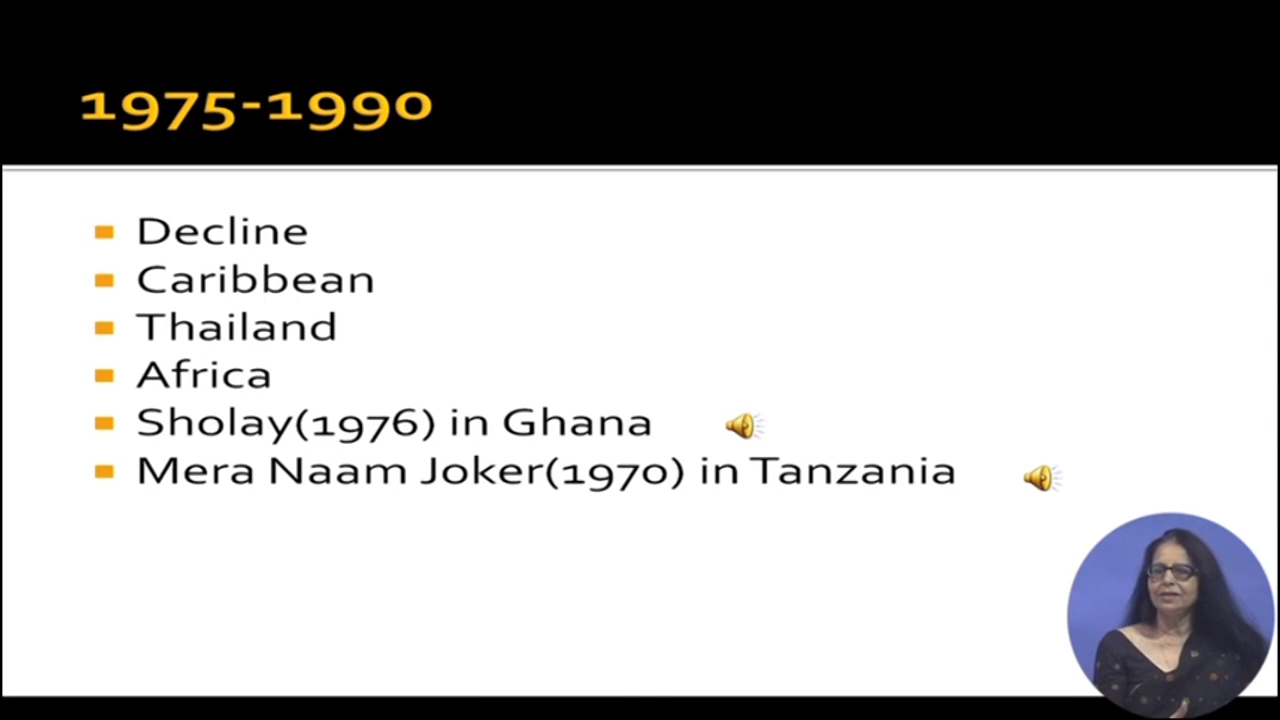 1975-1990
Decline
Caribbean
Thailand
Africa
Sholay(1976) in Ghana
Mera Naam Joker(1970) in Tanzania